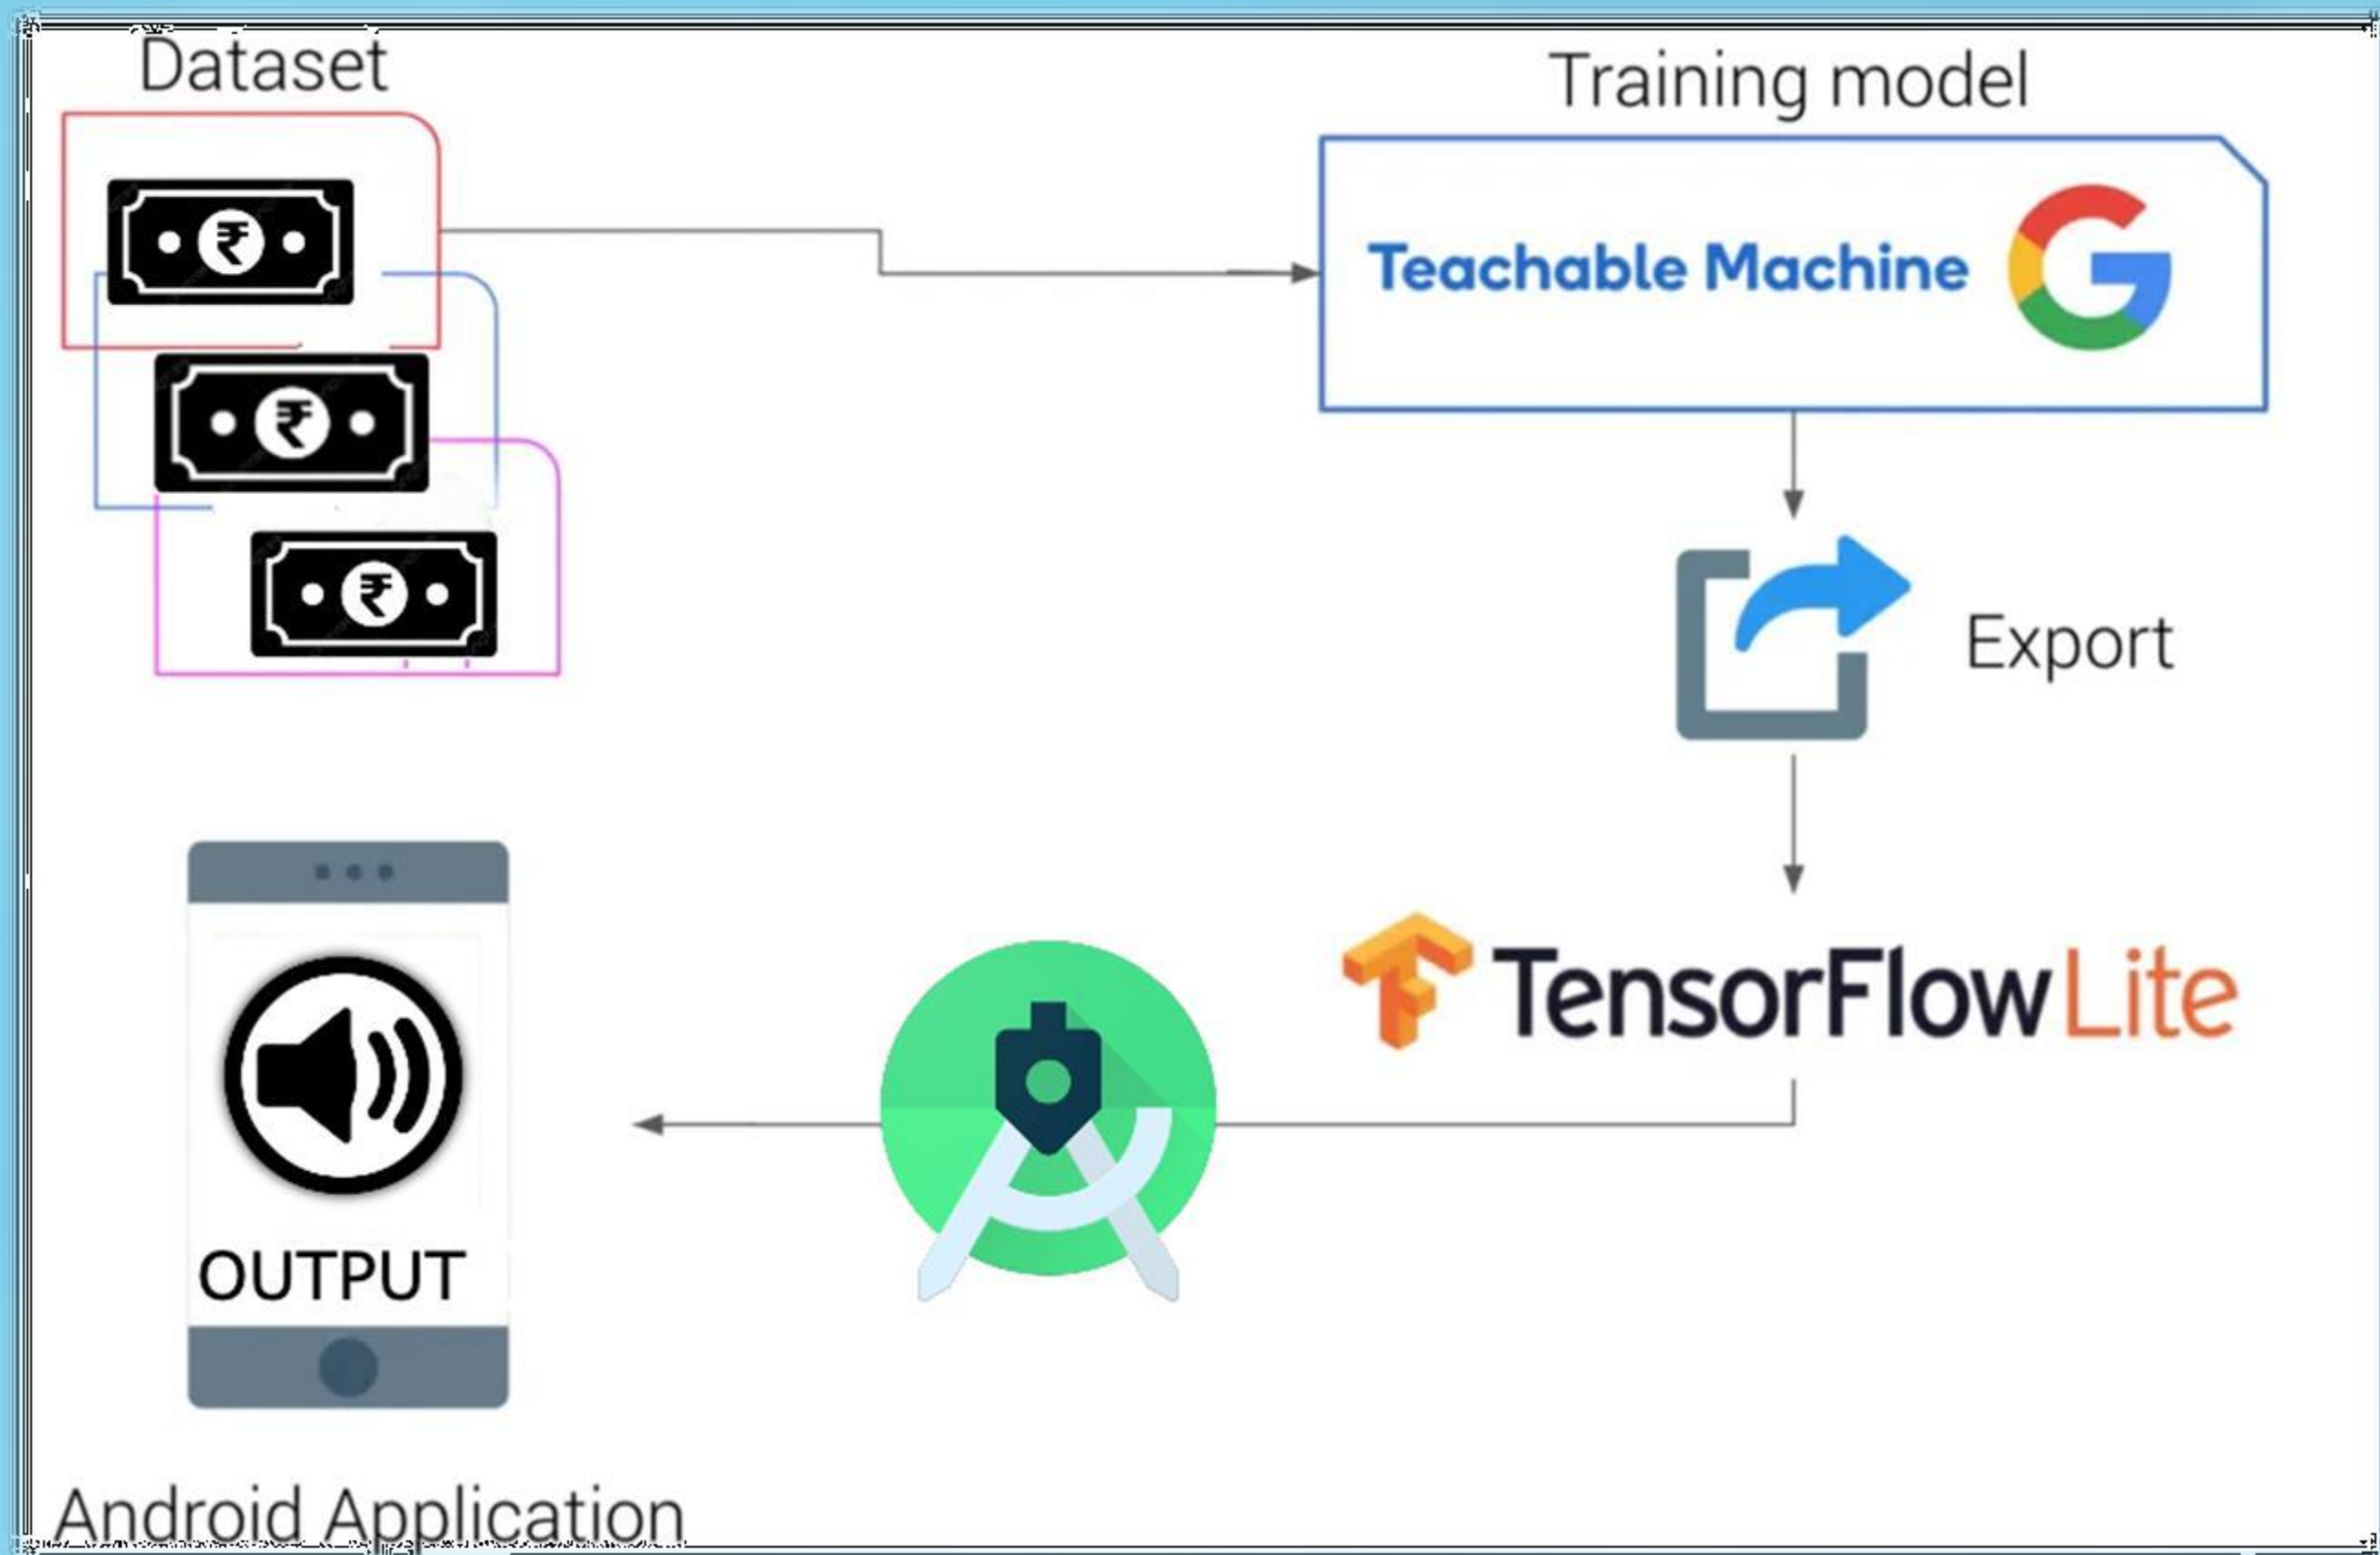 Dataset
Training model
₹
Teachable Machine
₹
₹
Export
TensorFlow Lite
OUTPUT
Android Application